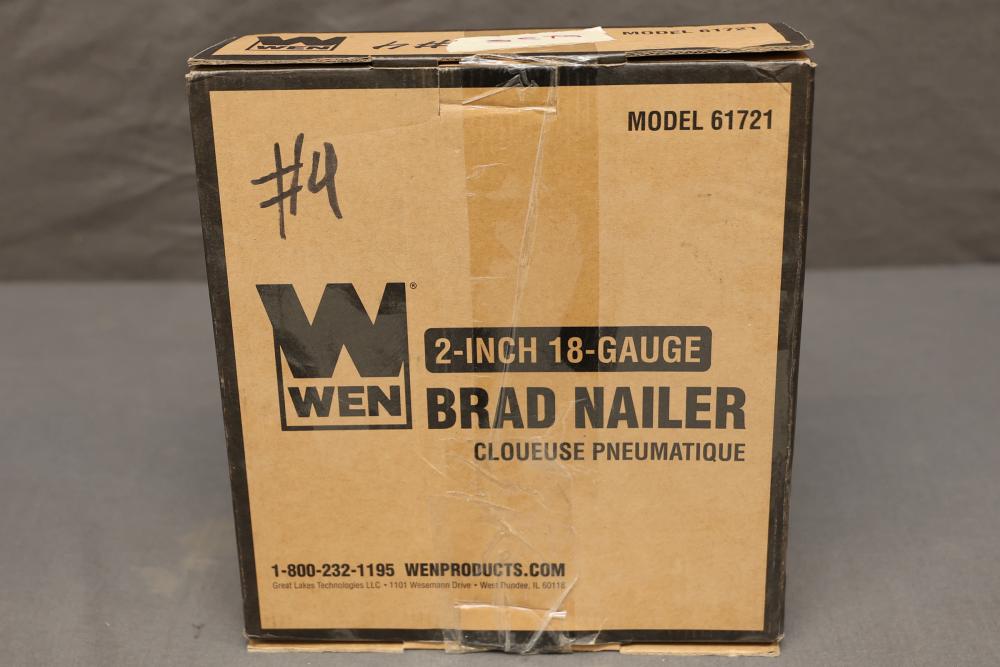 WEN
MODEL 61721
MODEL 61721
#4
W®
WEN
2-INCH 18-GAUGE
BRAD NAILER
CLOUEUSE PNEUMATIQUE
1-800-232-1195 WENPRODUCTS.COM
Great Lakes Technologies LLC • 1101 Wesemann Drive • West Dundee, IL 60118